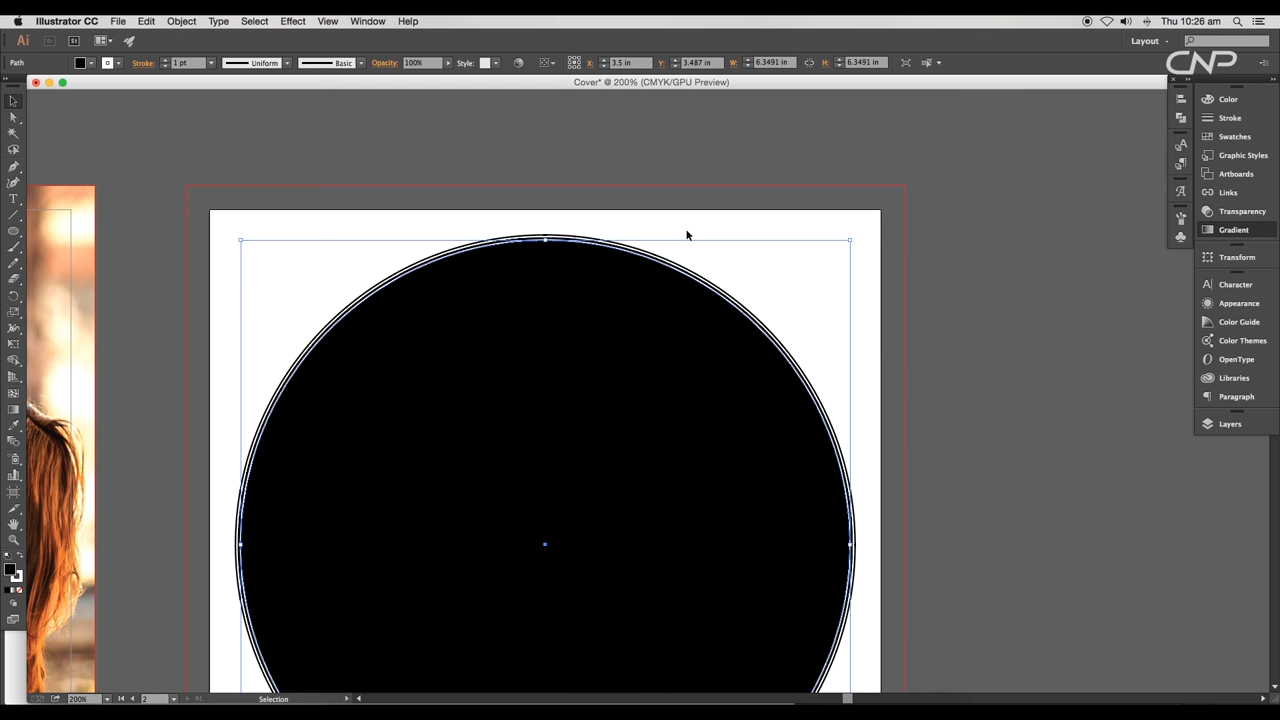 Illustrator CC File Edit Object Type Select Effect View Window Help Thu 10:26 am
Ai Br St Layout
Path Stroke: 1 pt Uniform Basic Opacity: 100% Style: X: 3.5 in Y: 3.487 in W: 6.3491 in H: 6.3491 in
CNP
Cover* @ 200% (CMYK/GPU Preview)
Color
Stroke
Swatches
Graphic Styles
Artboards
Links
Transparency
Gradient
Transform
Character
Appearance
Color Guide
Color Themes
OpenType
Libraries
Paragraph
Layers
200% 2 Selection